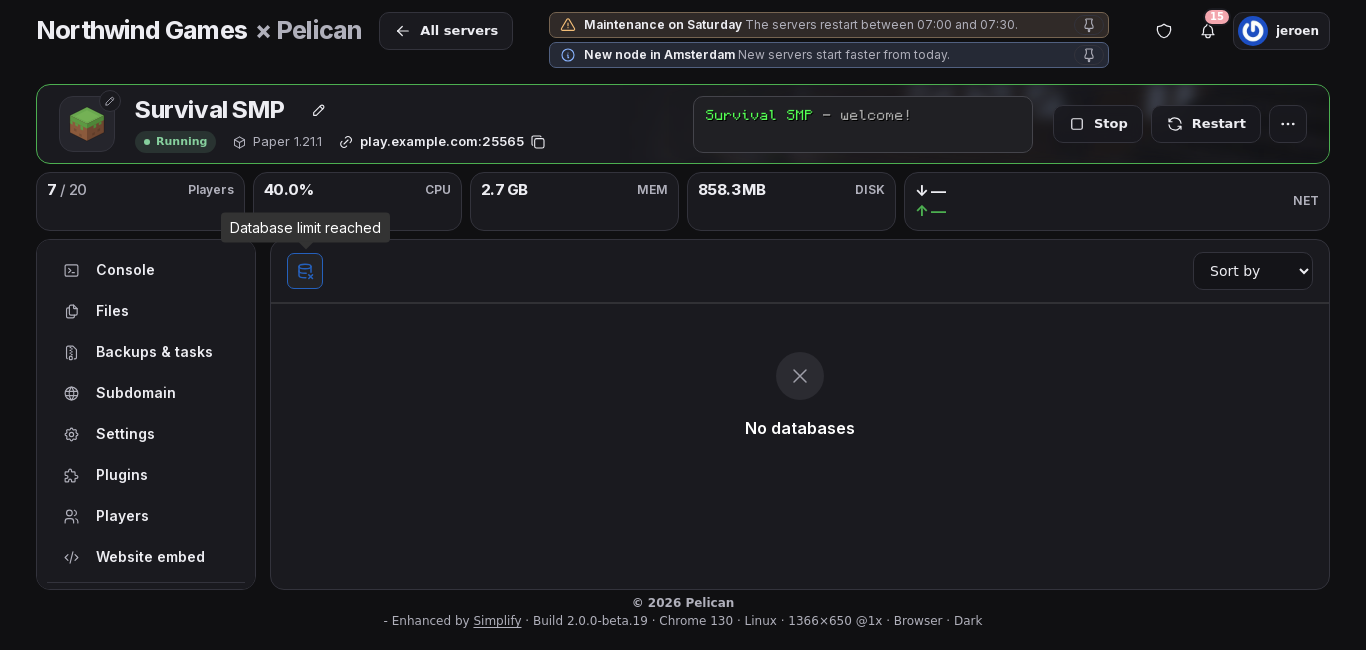 Northwind Games × Pelican
All servers
Maintenance on Saturday The servers restart between 07:00 and 07:30.
New node in Amsterdam New servers start faster from today.
15
jeroen
Survival SMP
Running
Paper 1.21.1
play.example.com:25565
Survival SMP - welcome!
Stop
Restart
7 / 20 Players
40.0% CPU
2.7 GB MEM
858.3 MB DISK
↓ —
↑ —
NET
Database limit reached
Console
Files
Backups & tasks
Subdomain
Settings
Plugins
Players
Website embed
Sort by
No databases
© 2026 Pelican
- Enhanced by Simplify · Build 2.0.0-beta.19 · Chrome 130 · Linux · 1366×650 @1x · Browser · Dark